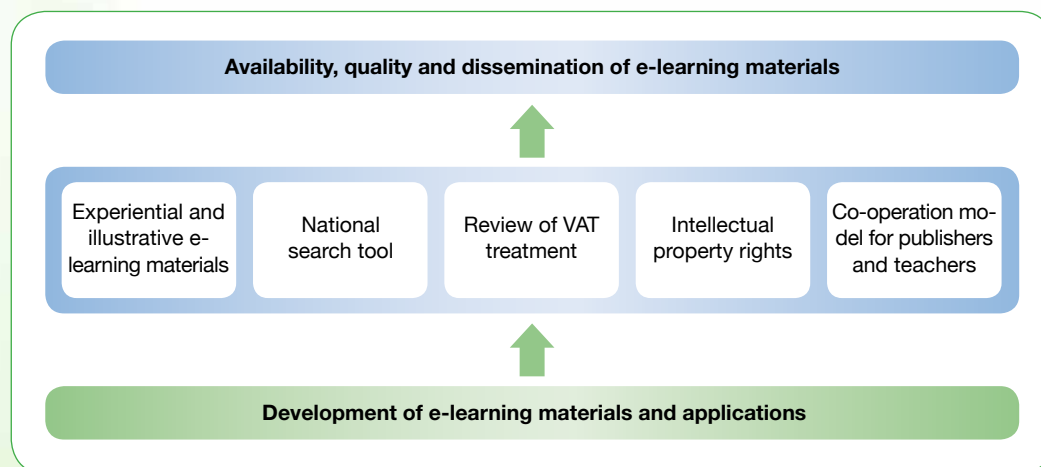 Availability, quality and dissemination of e-learning materials
Experiential and
illustrative e-
learning materials
National
search tool
Review of VAT
treatment
Intellectual
property rights
Co-operation mo-
del for publishers
and teachers
Development of e-learning materials and applications